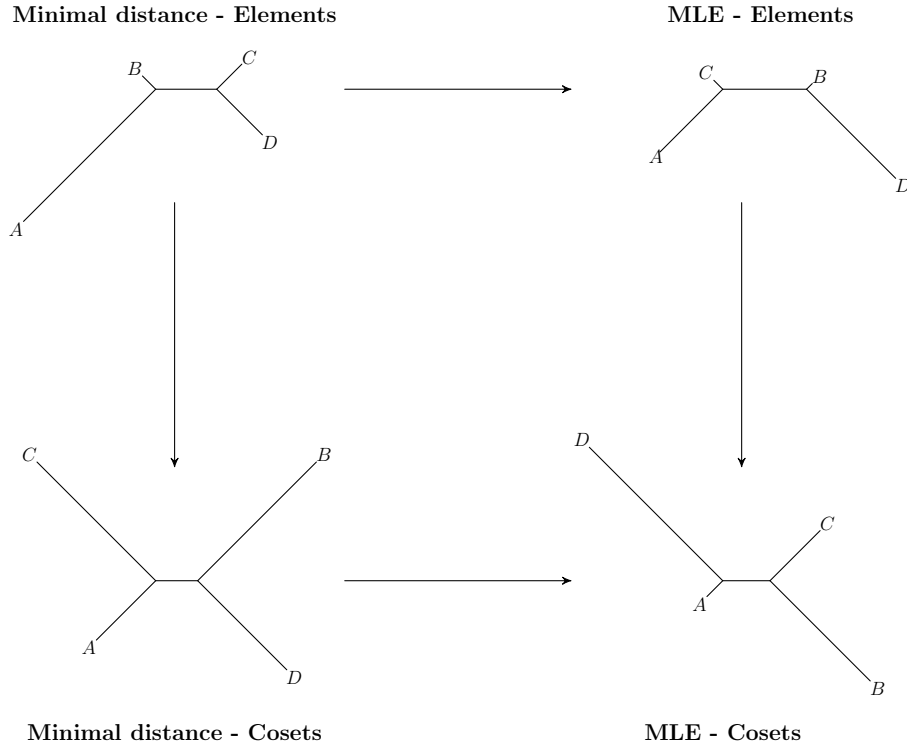 Minimal distance - Elements
MLE - Elements
B
C
A
D
C
B
A
D
C
B
A
D
D
C
A
B
Minimal distance - Cosets
MLE - Cosets